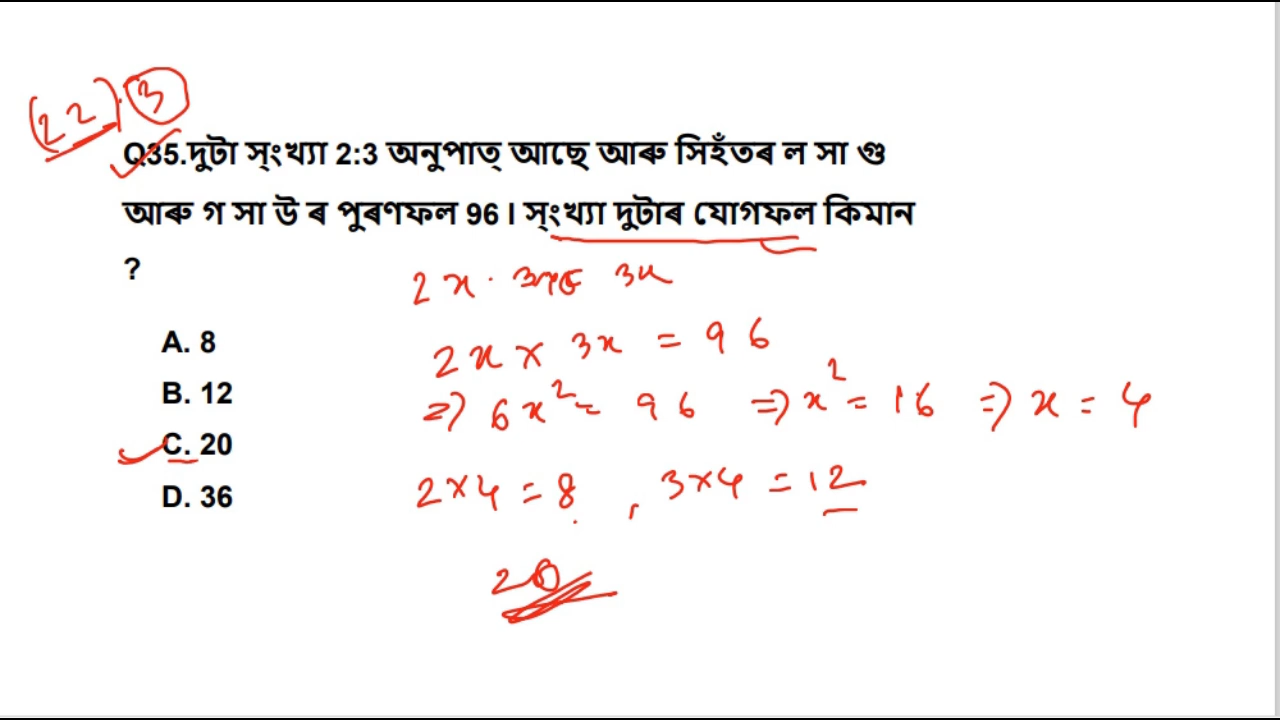 (22) 3
Q35.দুটা স্ংখ্যা 2:3 অনুপাত্ আছে আৰু সিহঁতৰ ল সা গু
আৰু গ সা উ ৰ পুৰণফল 96। স্ংখ্যা দুটাৰ যোগফল কিমান
?
2x · 3x
A. 8
2x × 3x = 96
B. 12
⇒ 6x² = 96 ⇒ x² = 16 ⇒ x = 4
C. 20
D. 36
2×4 = 8 , 3×4 = 12
20